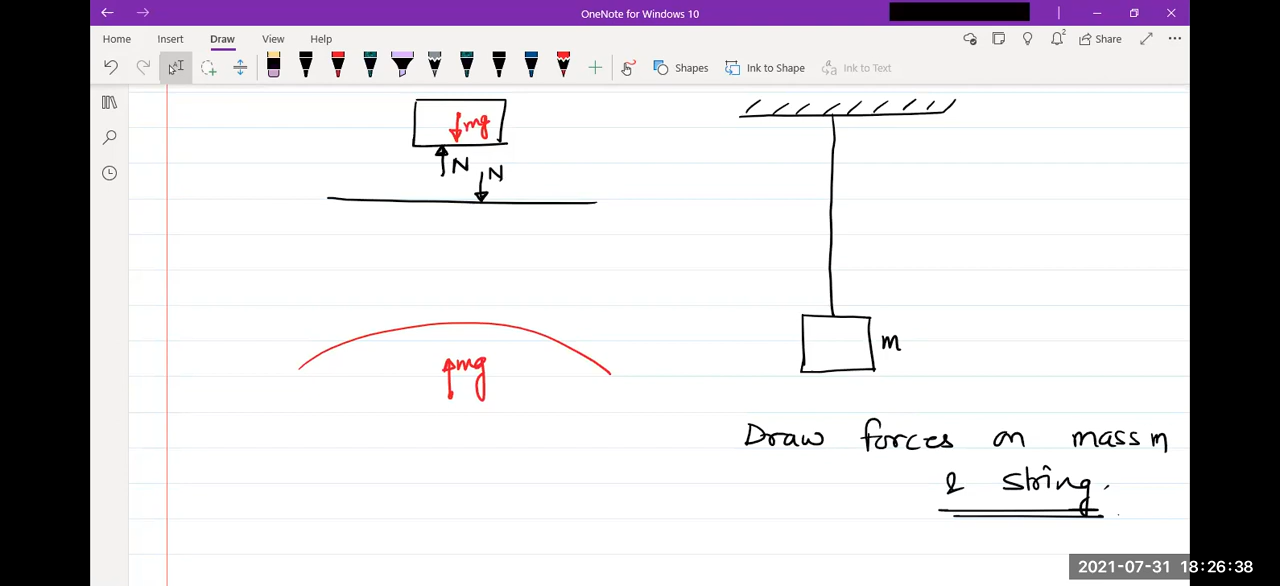 OneNote for Windows 10
Home Insert Draw View Help
Share
Shapes Ink to Shape Ink to Text
mg
N
N
m
mg
Draw forces on mass m
& string.
2021-07-31 18:26:38